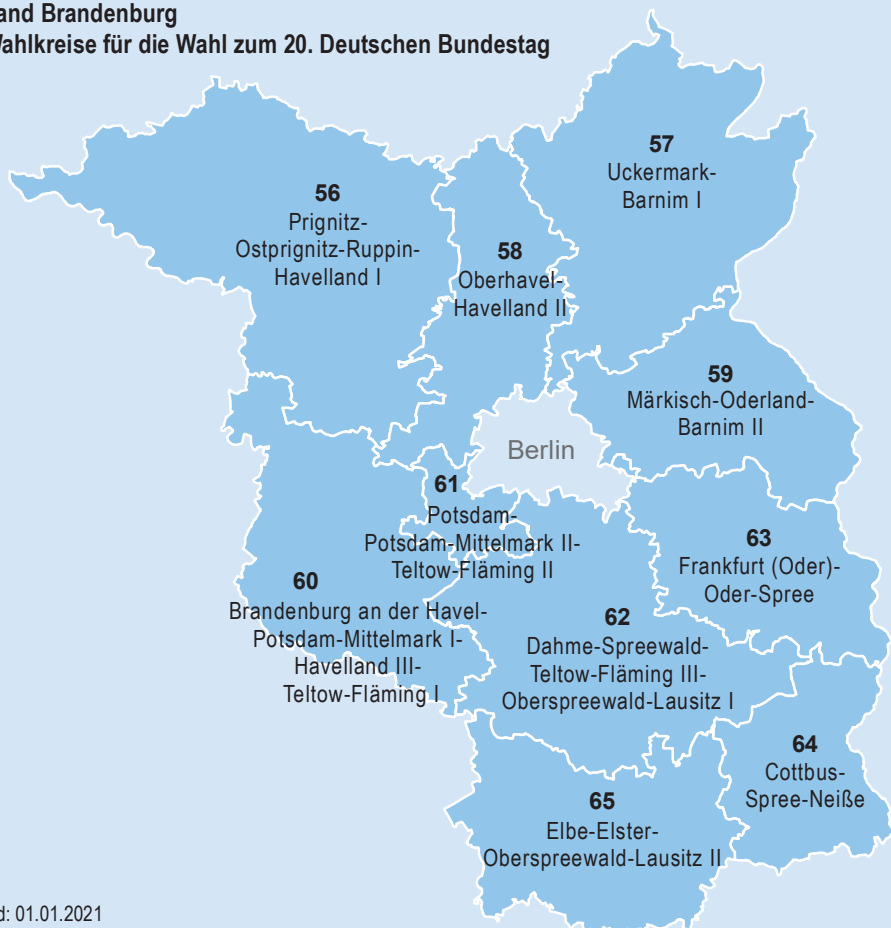 and Brandenburg
Wahlkreise für die Wahl zum 20. Deutschen Bundestag
57
Uckermark-
Barnim I
56
Prignitz-
Ostprignitz-Ruppin-
Havelland I
58
Oberhavel-
Havelland II
59
Märkisch-Oderland-
Barnim II
Berlin
61
Potsdam-
Potsdam-Mittelmark II-
Teltow-Fläming II
63
Frankfurt (Oder)-
Oder-Spree
60
Brandenburg an der Havel-
Potsdam-Mittelmark I-
Havelland III-
Teltow-Fläming I
62
Dahme-Spreewald-
Teltow-Fläming III-
Oberspreewald-Lausitz I
64
Cottbus-
Spree-Neiße
65
Elbe-Elster-
Oberspreewald-Lausitz II
d: 01.01.2021